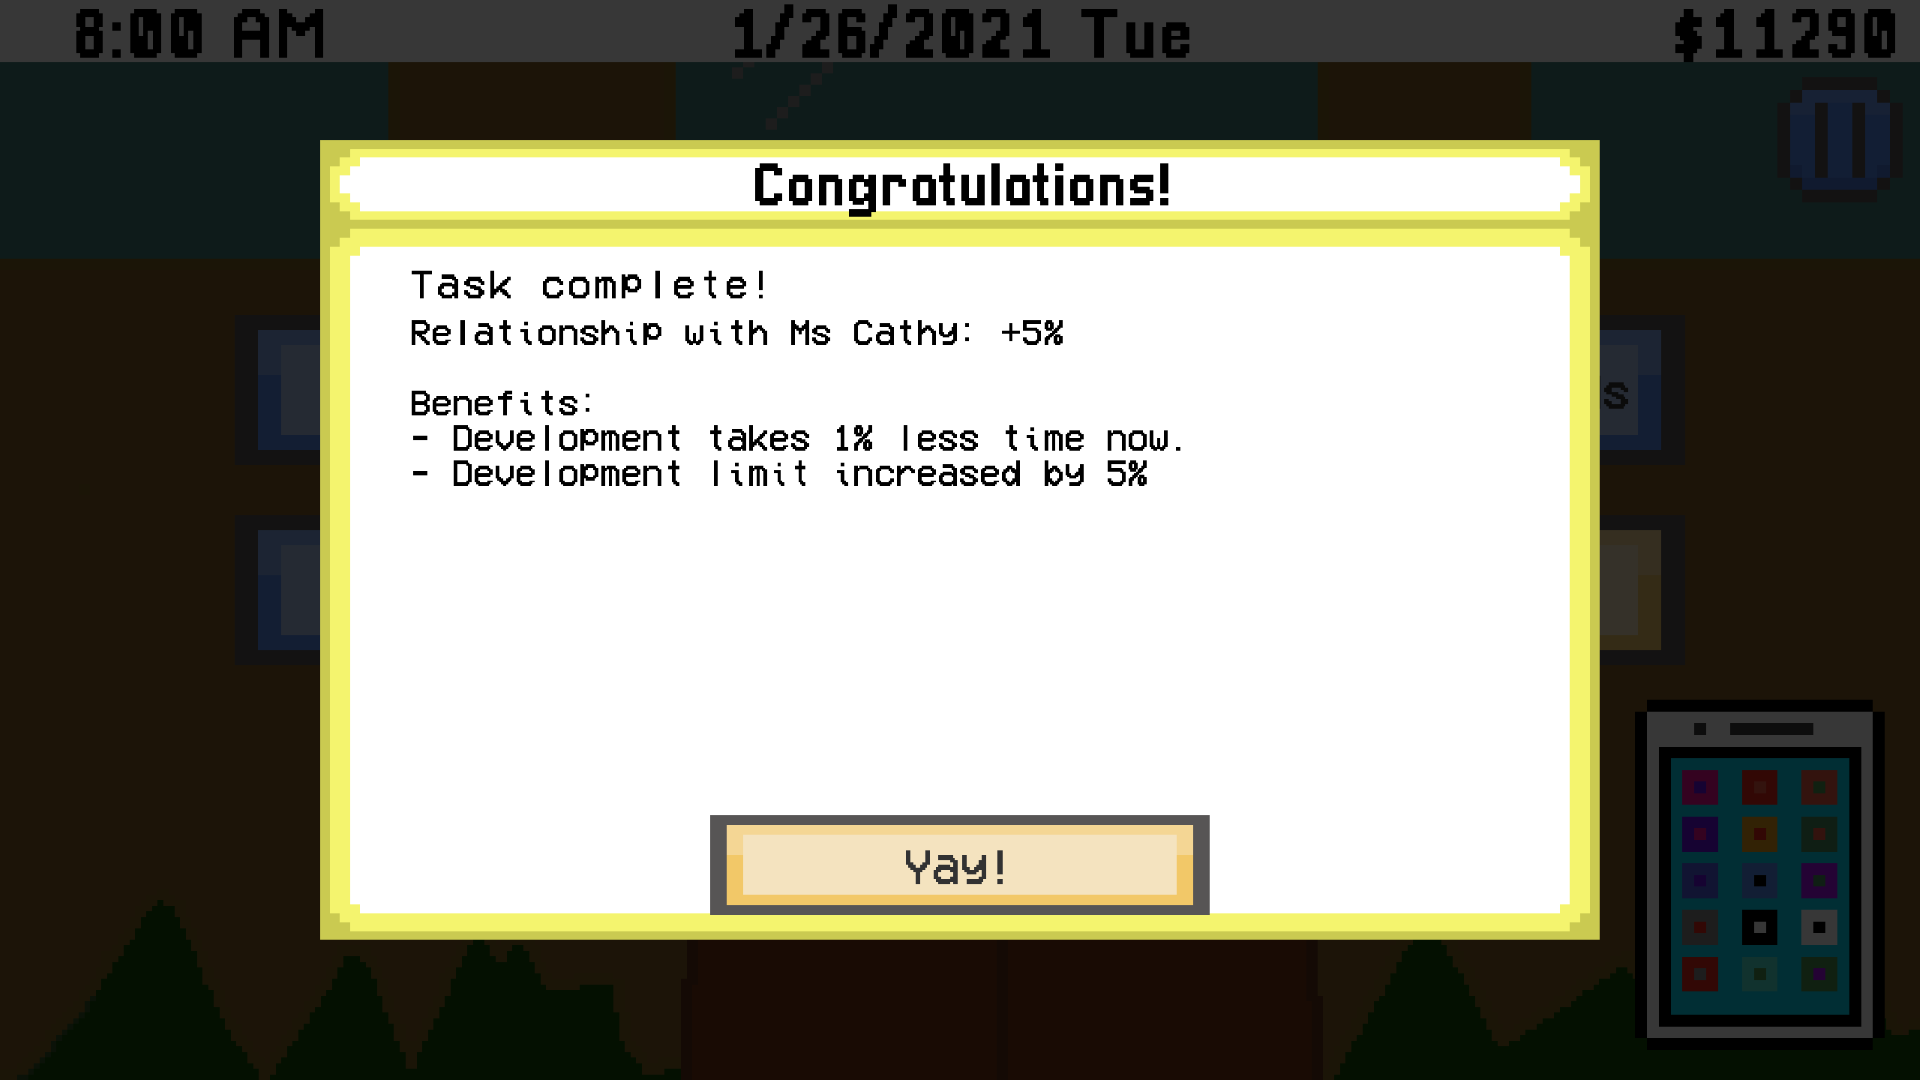 8:00 AM
1/26/2021 Tue
$11290
Congratulations!
Task complete!
Relationship with Ms Cathy: +5%
Benefits:
- Development takes 1% less time now.
- Development limit increased by 5%
s
Yay!